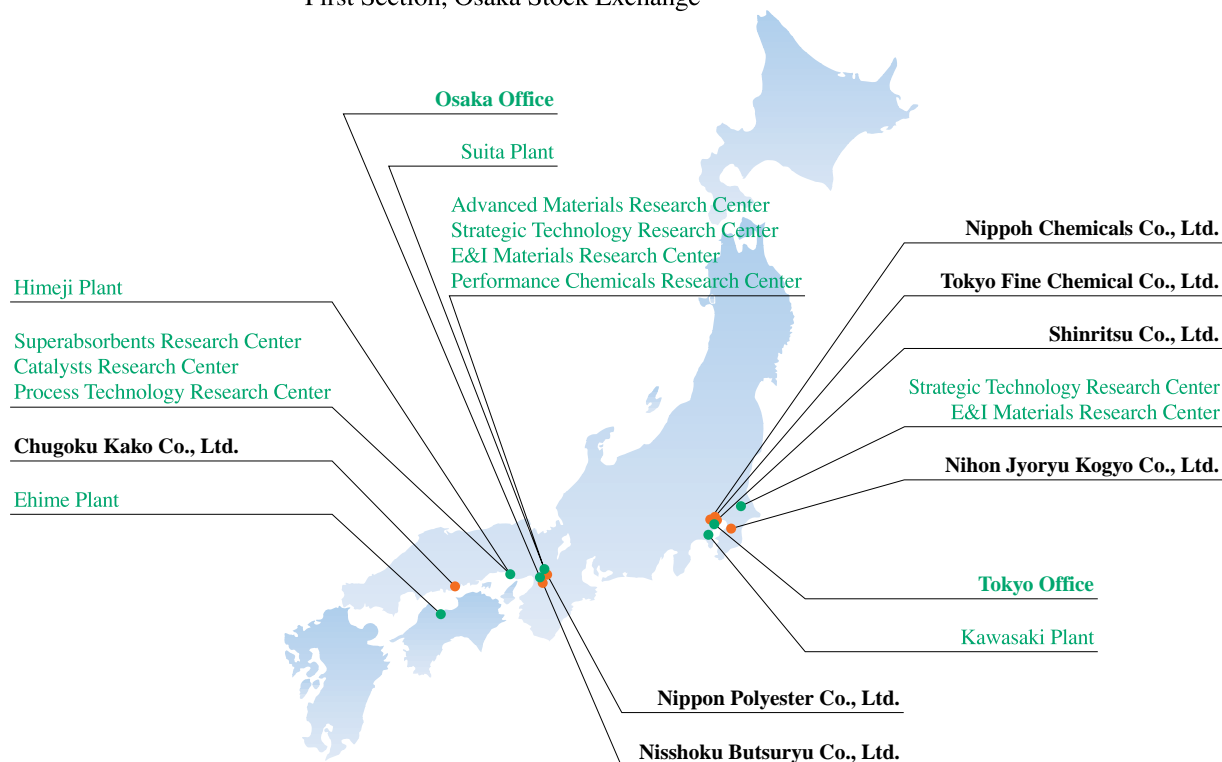 First Section, Osaka Stock Exchange
Osaka Office
Suita Plant
Advanced Materials Research Center
Strategic Technology Research Center
E&I Materials Research Center
Performance Chemicals Research Center
Himeji Plant
Superabsorbents Research Center
Catalysts Research Center
Process Technology Research Center
Chugoku Kako Co., Ltd.
Ehime Plant
Nippoh Chemicals Co., Ltd.
Tokyo Fine Chemical Co., Ltd.
Shinritsu Co., Ltd.
Strategic Technology Research Center
E&I Materials Research Center
Nihon Jyoryu Kogyo Co., Ltd.
Tokyo Office
Kawasaki Plant
Nippon Polyester Co., Ltd.
Nisshoku Butsuryu Co., Ltd.